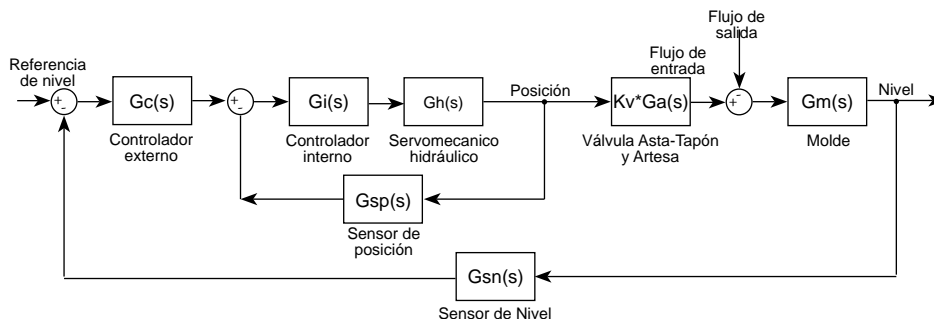 Flujo de
salida
Flujo de
entrada
Referencia
de nivel
Posición
Nivel
+
-
Gc(s)
+
-
Gi(s)
Gh(s)
Kv*Ga(s)
-
+
Gm(s)
Controlador
externo
Controlador
interno
Servomecanico
hidráulico
Válvula Asta-Tapón
y Artesa
Molde
Gsp(s)
Sensor de
posición
Gsn(s)
Sensor de Nivel